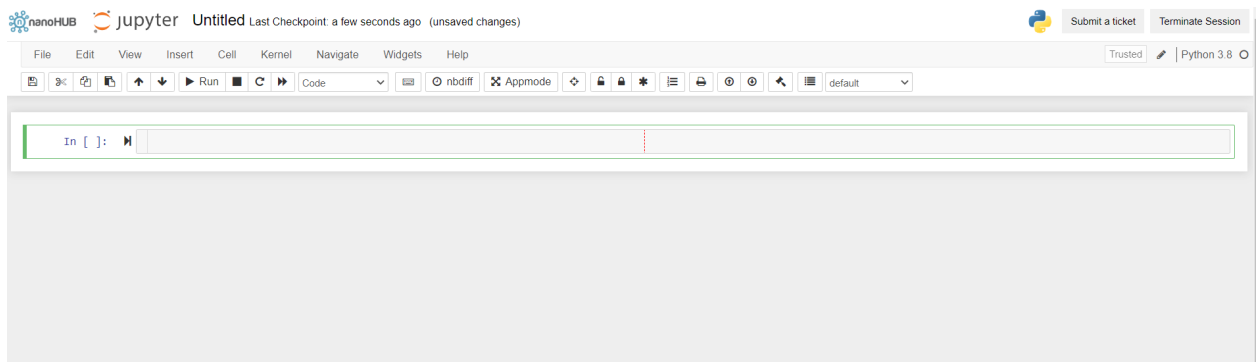 nanoHUB jupyter Untitled Last Checkpoint: a few seconds ago (unsaved changes) Submit a ticket Terminate Session
File Edit View Insert Cell Kernel Navigate Widgets Help Trusted Python 3.8
Run Code nbdiff Appmode default
In [ ]: